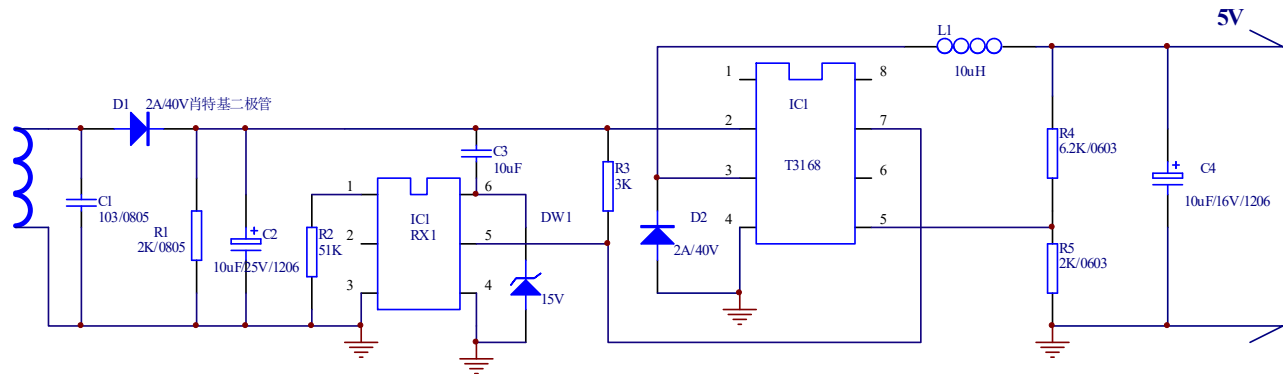 5V
L1
10uH
D1
2A/40V肖特基二极管
C1
103/0805
R1
2K/0805
C2
+
10uF/25V/1206
R2
51K
C3
10uF
1
2
3
6
5
4
IC1
RX1
DW1
15V
R3
3K
D2
2A/40V
1
2
3
4
8
7
6
5
IC1
T3168
R4
6.2K/0603
R5
2K/0603
C4
+
10uF/16V/1206